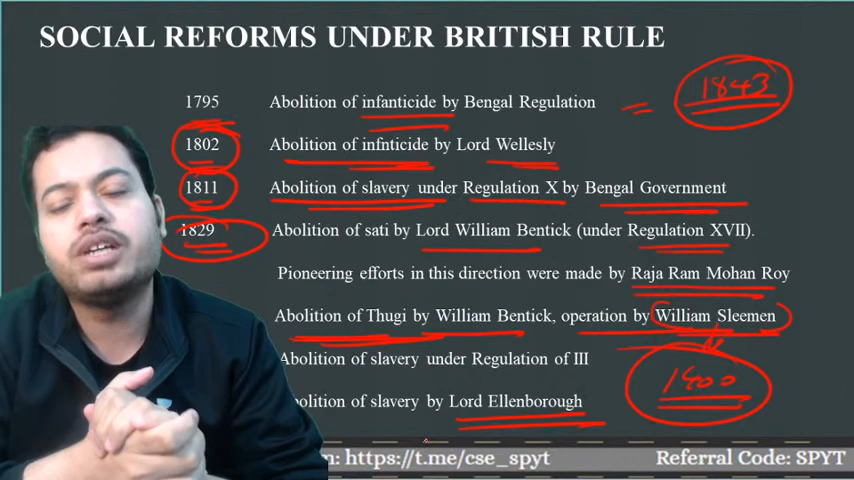 SOCIAL REFORMS UNDER BRITISH RULE
1795 Abolition of infanticide by Bengal Regulation = 1843
1802 Abolition of infnticide by Lord Wellesly
1811 Abolition of slavery under Regulation X by Bengal Government
1829 Abolition of sati by Lord William Bentick (under Regulation XVII).
Pioneering efforts in this direction were made by Raja Ram Mohan Roy
Abolition of Thugi by William Bentick, operation by William Sleemen
Abolition of slavery under Regulation of III
1400
bolition of slavery by Lord Ellenborough
n: https://t.me/cse_spyt Referral Code: SPYT